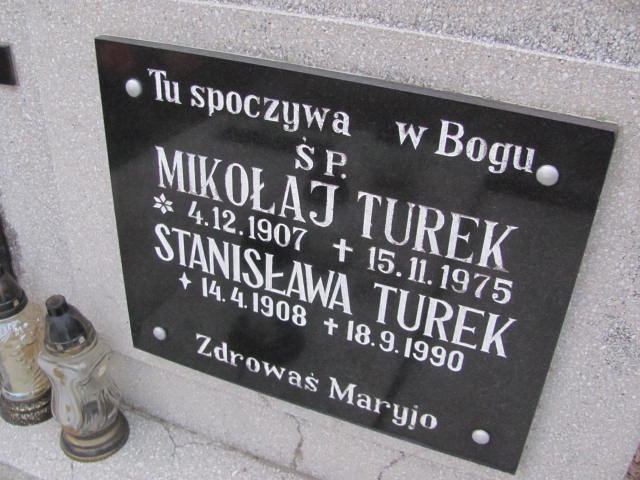 Tu spoczywa w Bogu
Ś P.
MIKOŁAJ TUREK
* 4.12.1907 ✝ 15.11.1975
STANISŁAWA TUREK
✦ 14.4.1908 ✝ 18.9.1990
Zdrowaś Maryjo